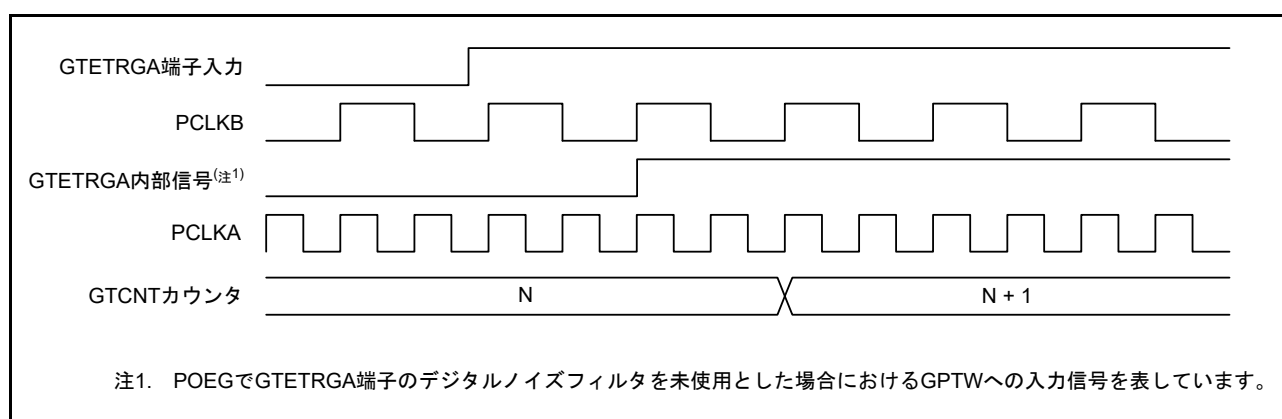 GTETRGA端子入力
PCLKB
GTETRGA内部信号(注1)
PCLKA
GTCNTカウンタ
N
N + 1
注1. POEGでGTETRGA端子のデジタルノイズフィルタを未使用とした場合におけるGPTWへの入力信号を表しています。